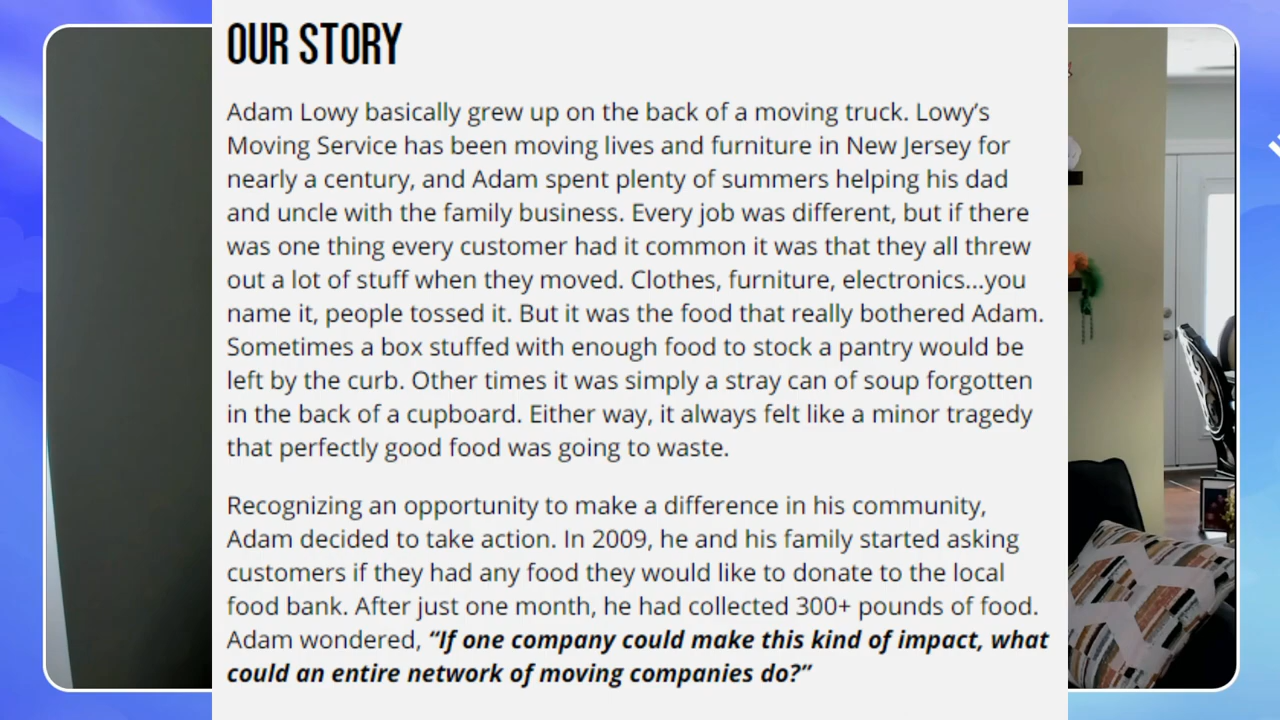 OUR STORY
Adam Lowy basically grew up on the back of a moving truck. Lowy’s
Moving Service has been moving lives and furniture in New Jersey for
nearly a century, and Adam spent plenty of summers helping his dad
and uncle with the family business. Every job was different, but if there
was one thing every customer had it common it was that they all threw
out a lot of stuff when they moved. Clothes, furniture, electronics...you
name it, people tossed it. But it was the food that really bothered Adam.
Sometimes a box stuffed with enough food to stock a pantry would be
left by the curb. Other times it was simply a stray can of soup forgotten
in the back of a cupboard. Either way, it always felt like a minor tragedy
that perfectly good food was going to waste.
Recognizing an opportunity to make a difference in his community,
Adam decided to take action. In 2009, he and his family started asking
customers if they had any food they would like to donate to the local
food bank. After just one month, he had collected 300+ pounds of food.
Adam wondered, “If one company could make this kind of impact, what
could an entire network of moving companies do?”